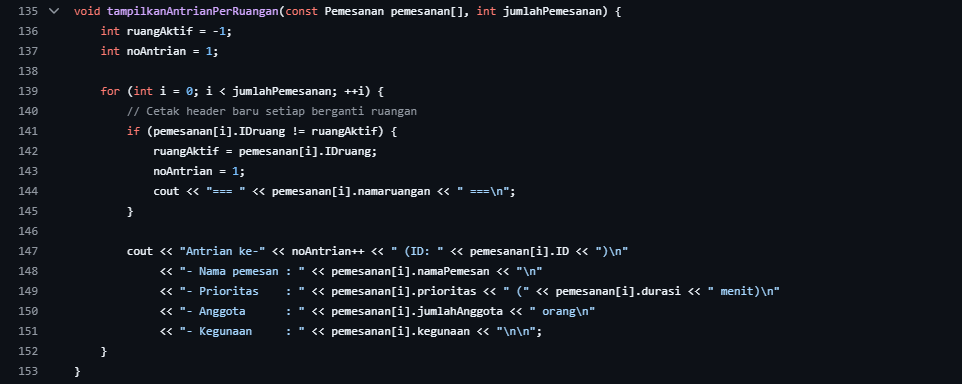 135 void tampilkanAntrianPerRuangan(const Pemesanan pemesanan[], int jumlahPemesanan) {
136     int ruangAktif = -1;
137     int noAntrian = 1;
138
139     for (int i = 0; i < jumlahPemesanan; ++i) {
140         // Cetak header baru setiap berganti ruangan
141         if (pemesanan[i].IDruang != ruangAktif) {
142             ruangAktif = pemesanan[i].IDruang;
143             noAntrian = 1;
144             cout << "=== " << pemesanan[i].namaruangan << " ===\n";
145         }
146
147         cout << "Antrian ke-" << noAntrian++ << " (ID: " << pemesanan[i].ID << ")\n"
148              << "- Nama pemesan : " << pemesanan[i].namaPemesan << "\n"
149              << "- Prioritas    : " << pemesanan[i].prioritas << " (" << pemesanan[i].durasi << " menit)\n"
150              << "- Anggota      : " << pemesanan[i].jumlahAnggota << " orang\n"
151              << "- Kegunaan     : " << pemesanan[i].kegunaan << "\n\n";
152     }
153 }